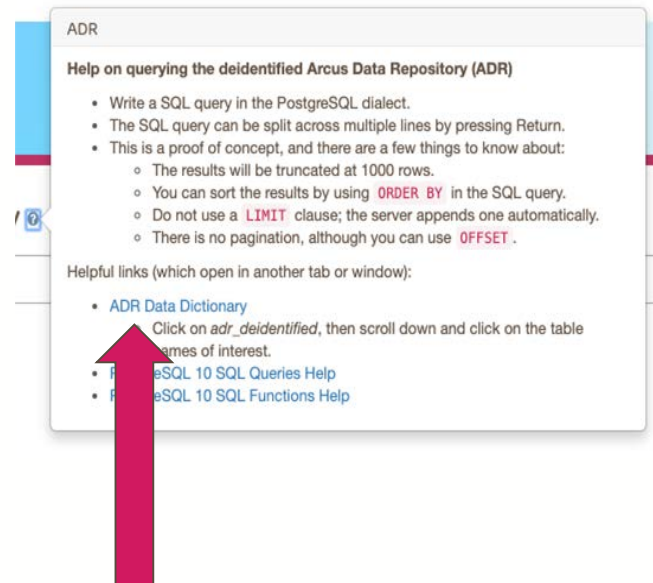 ADR
Help on querying the deidentified Arcus Data Repository (ADR)
• Write a SQL query in the PostgreSQL dialect.
• The SQL query can be split across multiple lines by pressing Return.
• This is a proof of concept, and there are a few things to know about:
◦ The results will be truncated at 1000 rows.
◦ You can sort the results by using ORDER BY in the SQL query.
◦ Do not use a LIMIT clause; the server appends one automatically.
◦ There is no pagination, although you can use OFFSET .
?
Helpful links (which open in another tab or window):
• ADR Data Dictionary
Click on adr_deidentified, then scroll down and click on the table
ames of interest.
• eSQL 10 SQL Queries Help
• eSQL 10 SQL Functions Help